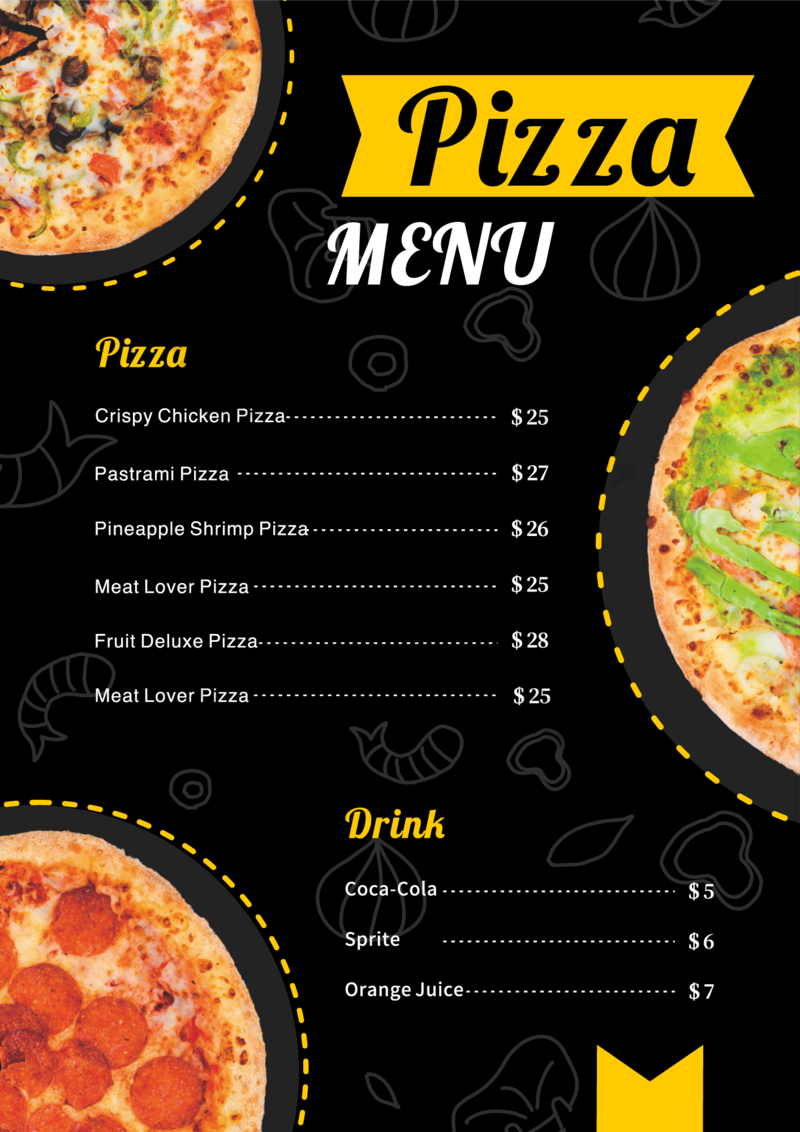 Pizza
MENU
Pizza
Crispy Chicken Pizza $25
Pastrami Pizza $27
Pineapple Shrimp Pizza $26
Meat Lover Pizza $25
Fruit Deluxe Pizza $28
Meat Lover Pizza $25
Drink
Coca-Cola $5
Sprite $6
Orange Juice $7